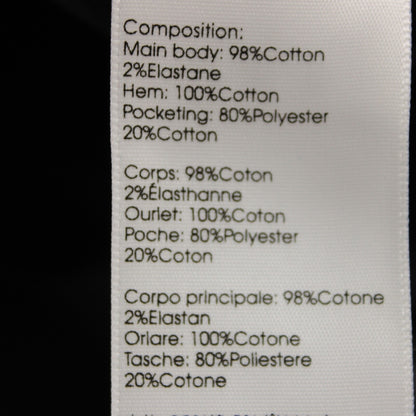 Composition:
Main body: 98%Cotton
2%Elastane
Hem: 100%Cotton
Pocketing: 80%Polyester
20%Cotton
Corps: 98%Coton
2%Élasthanne
Ourlet: 100%Coton
Poche: 80%Polyester
20%Coton
Corpo principale: 98%Cotone
2%Elastan
Orlare: 100%Cotone
Tasche: 80%Poliestere
20%Cotone